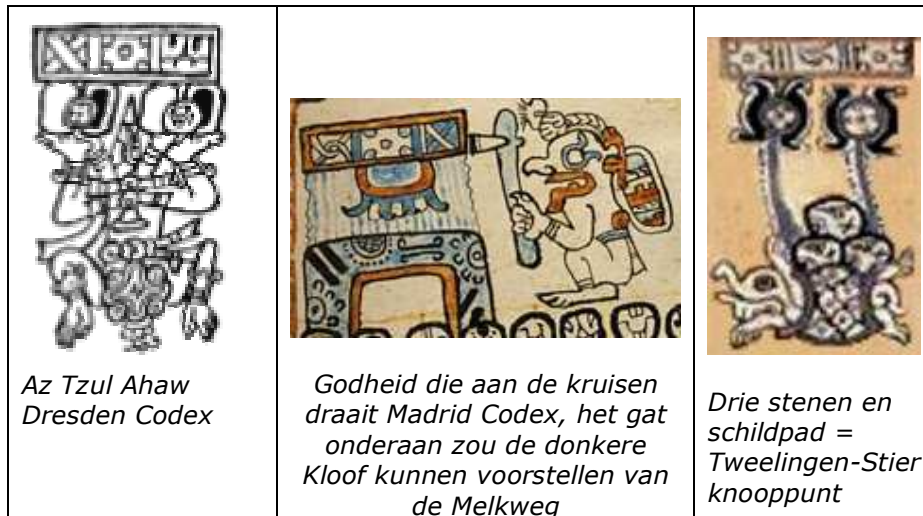 Az Tzul Ahaw
Dresden Codex
Godheid die aan de kruisen
draait Madrid Codex, het gat
onderaan zou de donkere
Kloof kunnen voorstellen van
de Melkweg
Drie stenen en
schildpad =
Tweelingen-Stier
knooppunt